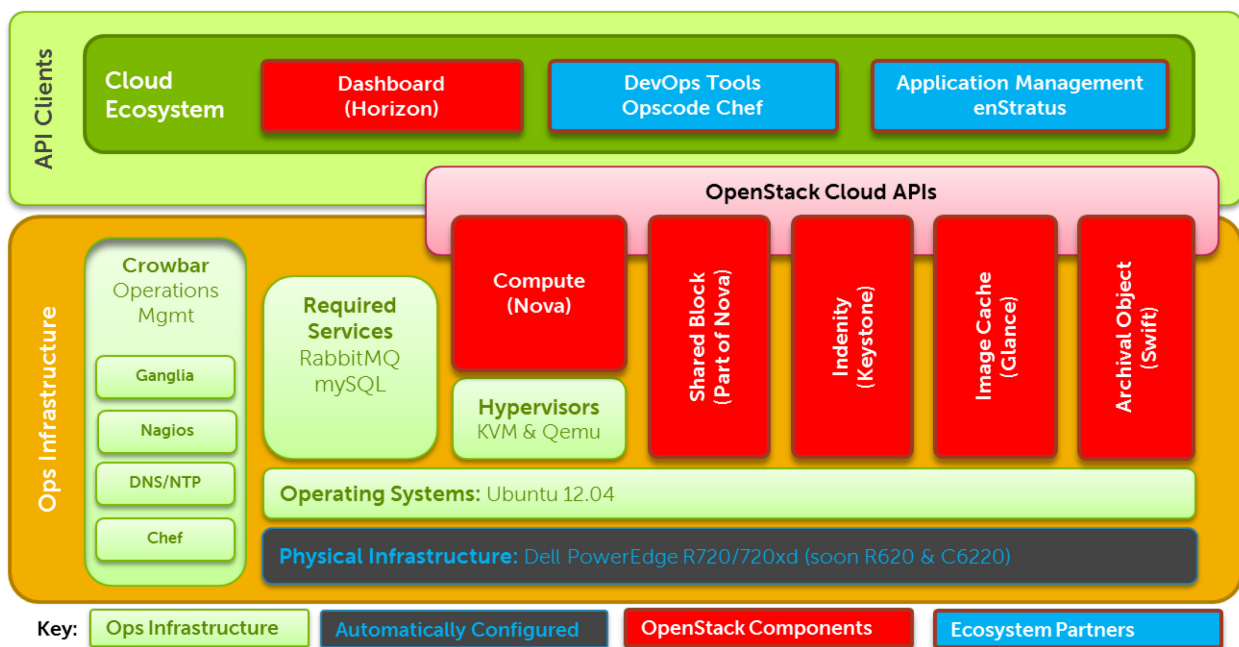 API Clients
Cloud
Ecosystem
Dashboard
(Horizon)
DevOps Tools
Opscode Chef
Application Management
enStratus
OpenStack Cloud APIs
Ops Infrastructure
Crowbar
Operations
Mgmt
Ganglia
Nagios
DNS/NTP
Chef
Required
Services
RabbitMQ
mySQL
Compute
(Nova)
Hypervisors
KVM & Qemu
Shared Block
(Part of Nova)
Indenity
(Keystone)
Image Cache
(Glance)
Archival Object
(Swift)
Operating Systems: Ubuntu 12.04
Physical Infrastructure: Dell PowerEdge R720/720xd (soon R620 & C6220)
Key:
Ops Infrastructure
Automatically Configured
OpenStack Components
Ecosystem Partners